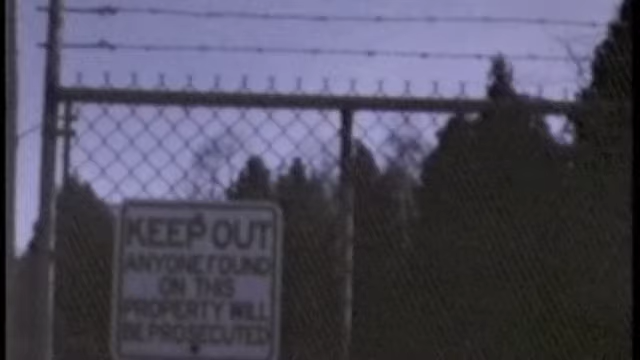 KEEP OUT
ANYONE FOUND
ON THIS
PROPERTY WILL
BE PROSECUTED